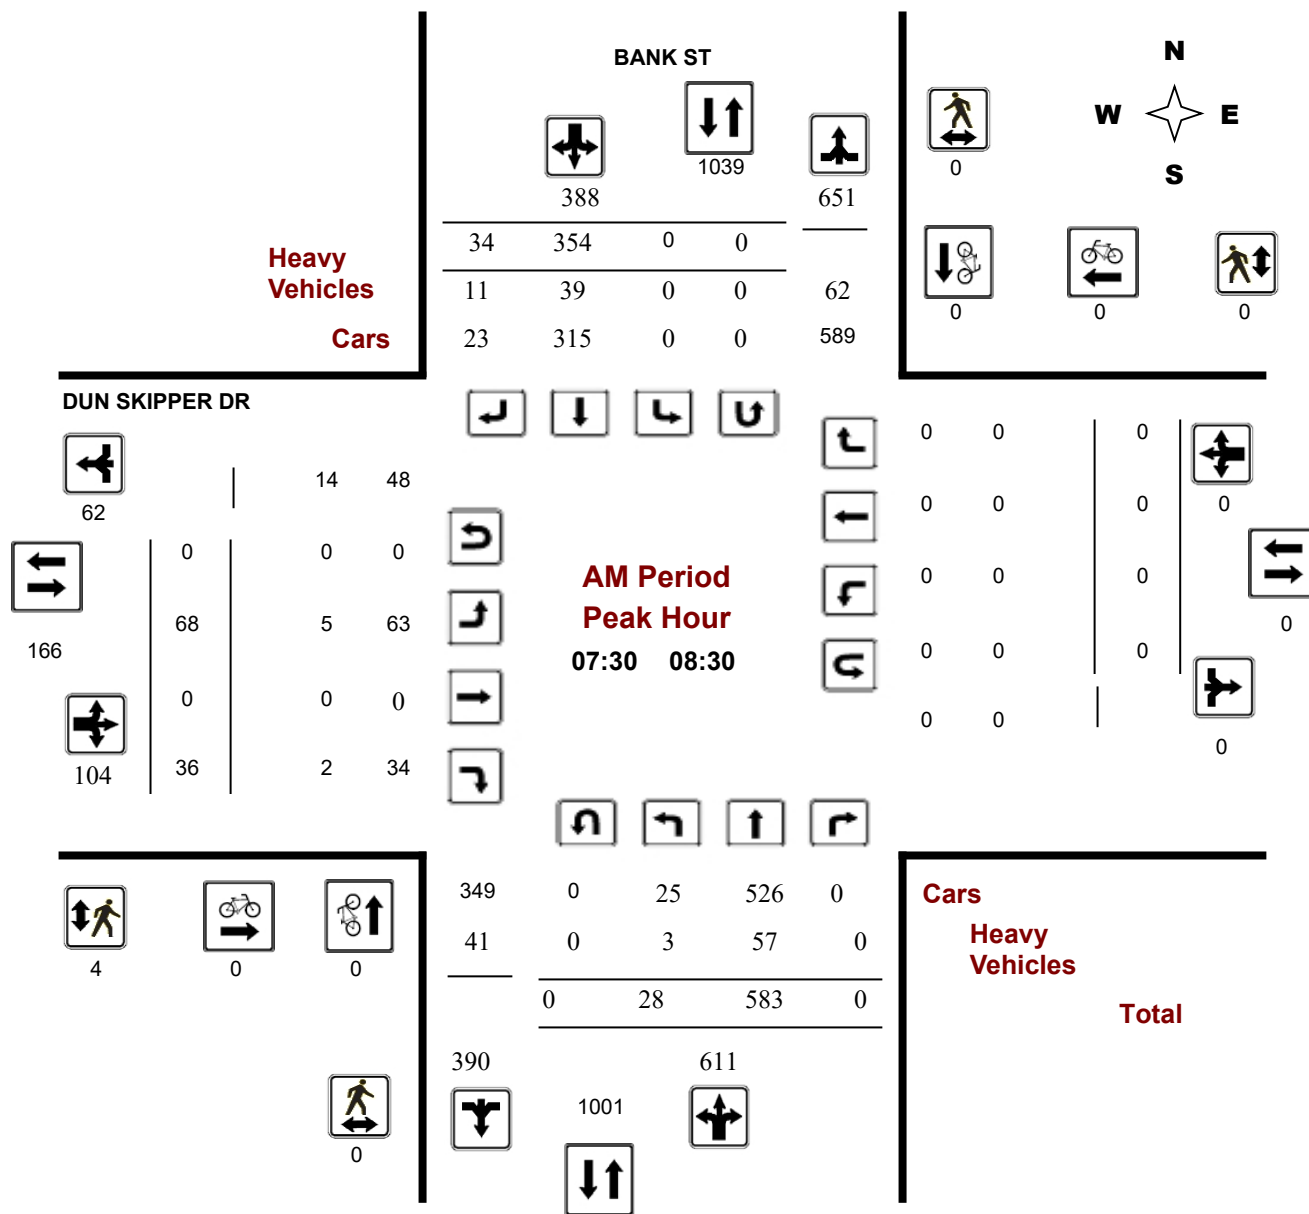 BANK ST
N
W E
S
1039
388
651
0
34 354 0 0
Heavy
Vehicles
11 39 0 0 62
Cars
23 315 0 0 589
0 0 0
DUN SKIPPER DR
0 0 0
14 48
62
0 0 0 0
0 0 0
AM Period
Peak Hour
07:30 08:30
0 0 0
68 5 63
0
166
0 0 0
0 0 0
0 0
0
104
36 2 34
349 0 25 526 0
Cars
41 0 3 57 0
Heavy
Vehicles
4 0 0
0 28 583 0
Total
390 611
1001
0